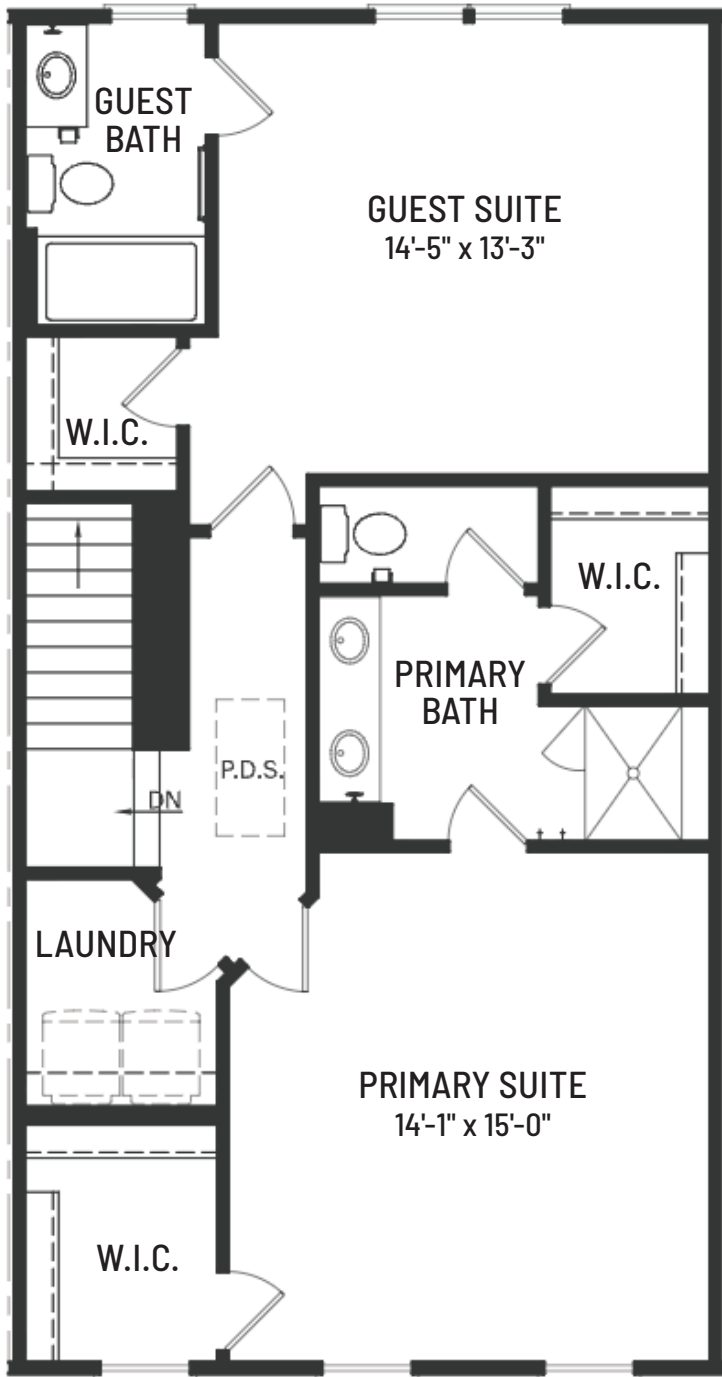 GUEST
BATH
GUEST SUITE
14'-5" x 13'-3"
W.I.C.
W.I.C.
PRIMARY
BATH
P.D.S.
DN
LAUNDRY
PRIMARY SUITE
14'-1" x 15'-0"
W.I.C.